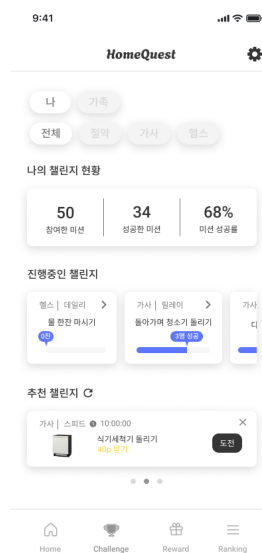 9:41
HomeQuest
나 가족
전체 절약 가사 헬스
나의 챌린지 현황
50 34 68%
참여한 미션 성공한 미션 미션 성공률
진행중인 챌린지
헬스 | 데일리 가사 | 릴레이 가사
물 한잔 마시기 돌아가며 청소기 돌리기
0잔 3명 성공
추천 챌린지
가사 | 스피드 10:00:00
식기세척기 돌리기
40p 받기
도전
Home Challenge Reward Ranking